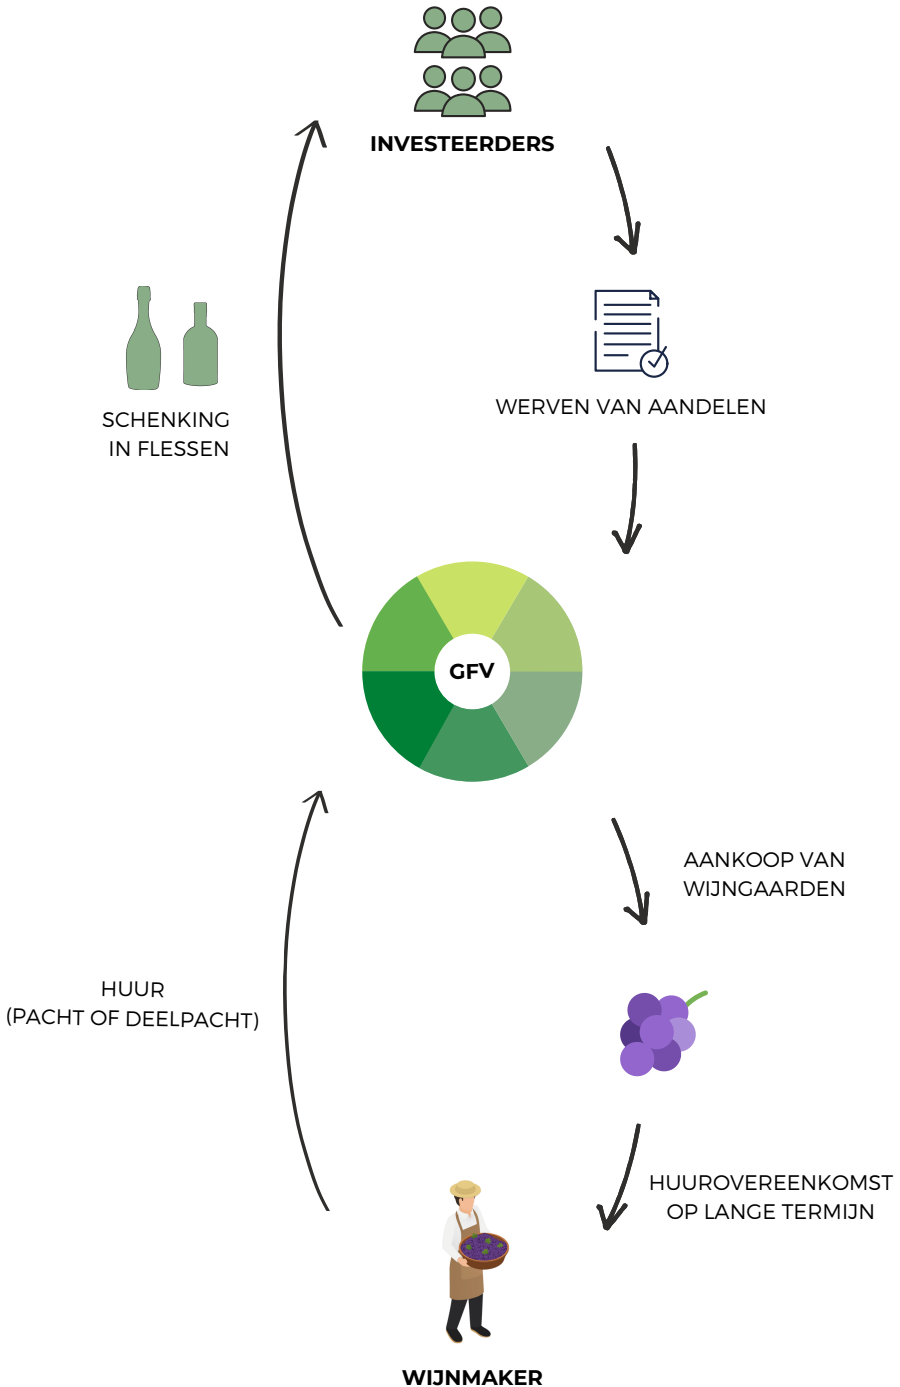 INVESTEERDERS
WERVEN VAN AANDELEN
SCHENKING
IN FLESSEN
GFV
AANKOOP VAN
WIJNGAARDEN
HUUR
(PACHT OF DEELPACHT)
HUUROVEREENKOMST
OP LANGE TERMIJN
WIJNMAKER